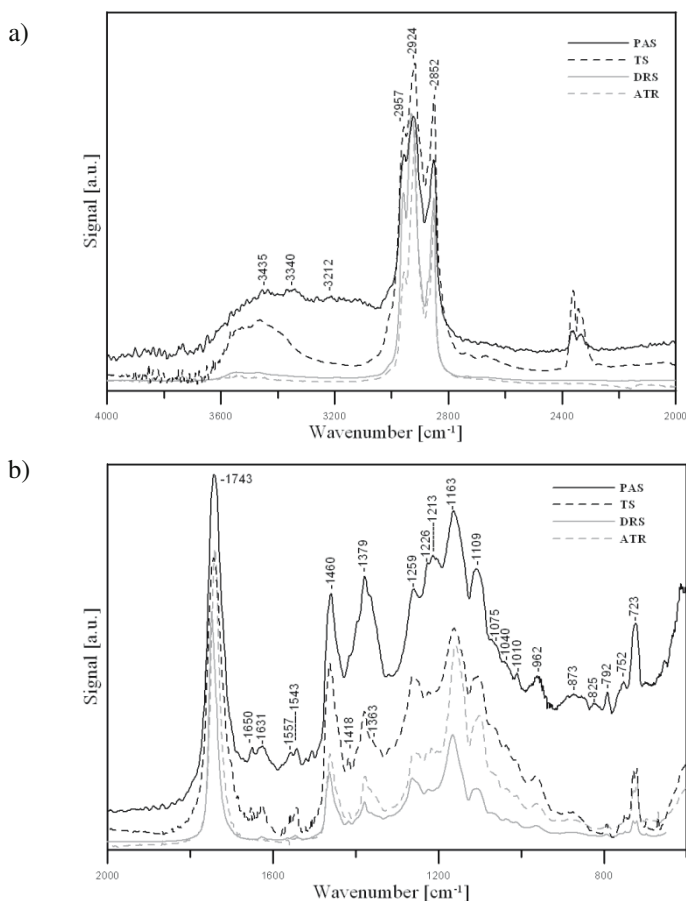 a)
-2957
-2924
-2852
PAS
TS
DRS
ATR
3435
3340
3212
Signal [a.u.]
4000 3600 3200 2800 2400 2000
Wavenumber [cm⁻¹]
b)
-1743
1650
1631
1557
1543
-1460
-1418
-1379
-1363
1259
1226
-1213
1163
-1109
-1075
-1040
-1010
-962
873
825
792
752
-723
PAS
TS
DRS
ATR
Signal [a.u.]
2000 1600 1200 800
Wavenumber [cm⁻¹]